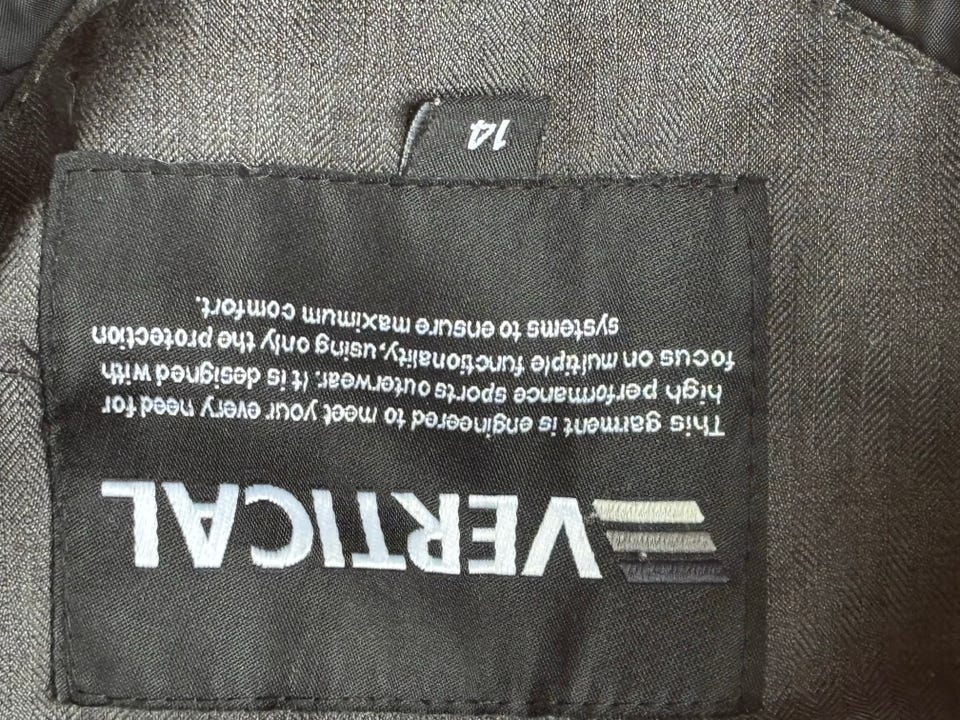 VERTICAL
This garment is engineered to meet your every need for
high performance sports outerwear. It is designed with
focus on multiple functionality, using only the protection
systems to ensure maximum comfort.
14